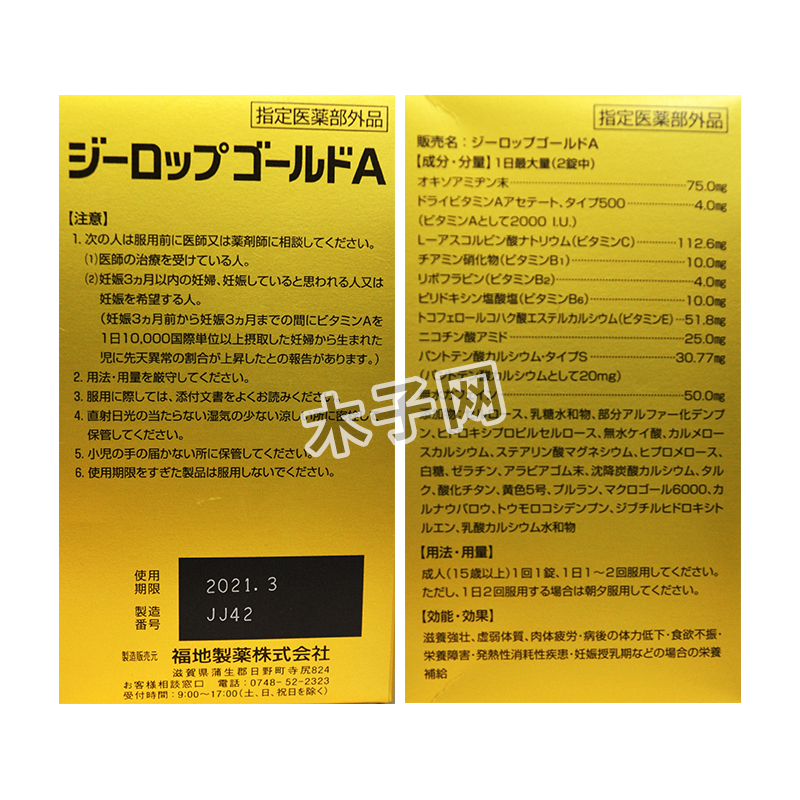 指定医薬部外品
ジーロップゴールドA
【注意】
1. 次の人は服用前に医師又は薬剤師に相談してください。
(1)医師の治療を受けている人。
(2)妊娠3ヵ月以内の妊婦、妊娠していると思われる人又は
妊娠を希望する人。
(妊娠3ヵ月前から妊娠3ヵ月までの間にビタミンAを
1日10,000国際単位以上摂取した妊婦から生まれた
児に先天異常の割合が上昇したとの報告があります。)
2. 用法・用量を厳守してください。
3. 服用に際しては、添付文書をよくお読みください。
4. 直射日光の当たらない湿気の少ない涼しい所に密栓して
保管してください。
5. 小児の手の届かない所に保管してください。
6. 使用期限をすぎた製品は服用しないでください。
使用
期限
2021. 3
製造
番号
JJ42
製造販売元 福地製薬株式会社
滋賀県蒲生郡日野町寺尻824
お客様相談窓口 電話:0748-52-2323
受付時間:9:00～17:00(土、日、祝日を除く)
指定医薬部外品
販売名:ジーロップゴールドA
【成分・分量】1日最大量(2錠中)
オキソアミヂン末 75.0mg
ドライビタミンAアセテート、タイプ500 4.0mg
(ビタミンAとして2000 I.U.)
L-アスコルビン酸ナトリウム(ビタミンC) 112.6mg
チアミン硝化物(ビタミンB1) 10.0mg
リボフラビン(ビタミンB2) 4.0mg
ピリドキシン塩酸塩(ビタミンB6) 10.0mg
トコフェロールコハク酸エステルカルシウム(ビタミンE) 51.8mg
ニコチン酸アミド 25.0mg
パントテン酸カルシウム・タイプS 30.77mg
(パントテン酸カルシウムとして20mg)
無水カフェイン 50.0mg
添加物:セルロース、乳糖水和物、部分アルファー化デンプ
ン、ヒドロキシプロピルセルロース、無水ケイ酸、カルメロー
スカルシウム、ステアリン酸マグネシウム、ヒプロメロース、
白糖、ゼラチン、アラビアゴム末、沈降炭酸カルシウム、タル
ク、酸化チタン、黄色5号、プルラン、マクロゴール6000、カ
ルナウバロウ、トウモロコシデンプン、ジブチルヒドロキシト
ルエン、乳酸カルシウム水和物
【用法・用量】
成人(15歳以上)1回1錠、1日1～2回服用してください。
ただし、1日2回服用する場合は朝夕服用してください。
【効能・効果】
滋養強壮、虚弱体質、肉体疲労・病後の体力低下・食欲不振・
栄養障害・発熱性消耗性疾患・妊娠授乳期などの場合の栄養
補給
木子网